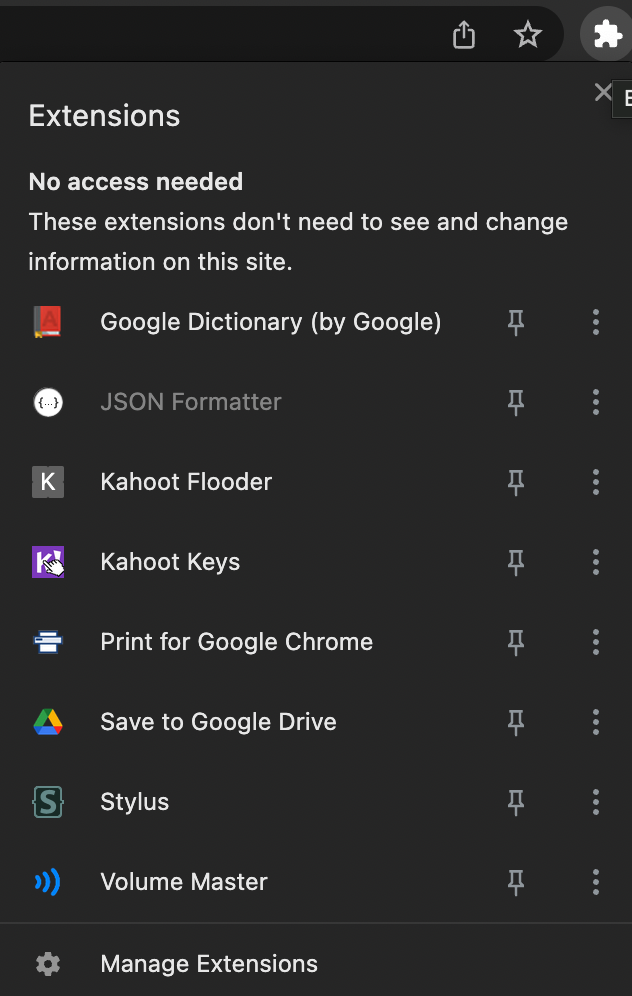 E
Extensions
No access needed
These extensions don't need to see and change
information on this site.
Google Dictionary (by Google)
{...} JSON Formatter
K Kahoot Flooder
K! Kahoot Keys
Print for Google Chrome
Save to Google Drive
{S} Stylus
Volume Master
Manage Extensions